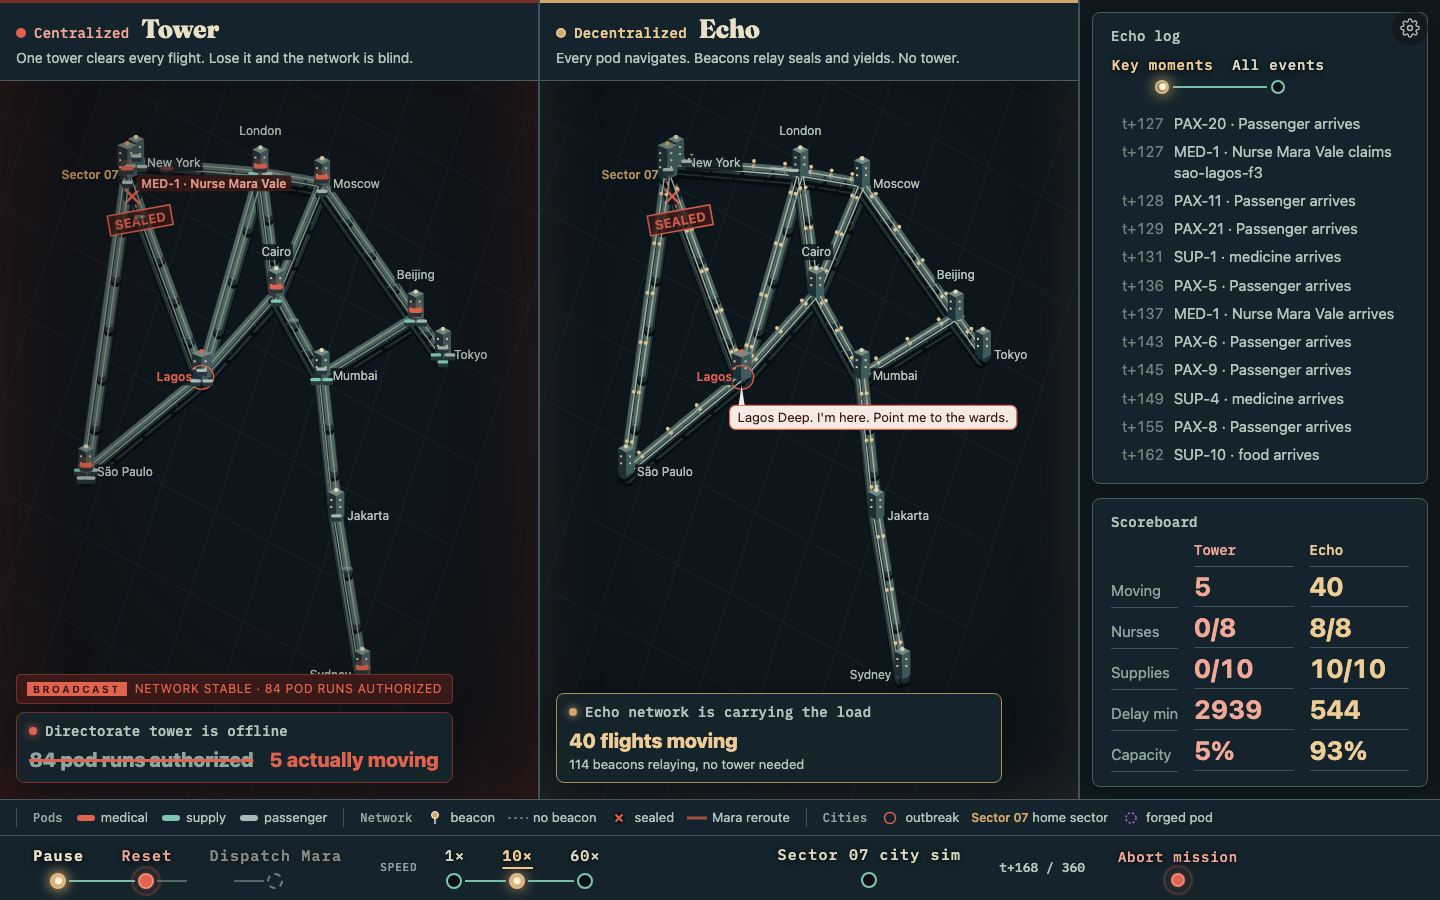 Centralized Tower
One tower clears every flight. Lose it and the network is blind.
London
New York
Sector 07
MED-1 · Nurse Mara Vale
Moscow
SEALED
Cairo
Beijing
Tokyo
Lagos
Mumbai
São Paulo
Jakarta
Sydney
BROADCAST NETWORK STABLE · 84 POD RUNS AUTHORIZED
Directorate tower is offline
84 pod runs authorized 5 actually moving
Decentralized Echo
Every pod navigates. Beacons relay seals and yields. No tower.
London
New York
Sector 07
Moscow
SEALED
Cairo
Beijing
Tokyo
Lagos
Mumbai
Lagos Deep. I'm here. Point me to the wards.
São Paulo
Jakarta
Sydney
Echo network is carrying the load
40 flights moving
114 beacons relaying, no tower needed
Echo log
Key moments All events
t+127 PAX-20 · Passenger arrives
t+127 MED-1 · Nurse Mara Vale claims
sao-lagos-f3
t+128 PAX-11 · Passenger arrives
t+129 PAX-21 · Passenger arrives
t+131 SUP-1 · medicine arrives
t+136 PAX-5 · Passenger arrives
t+137 MED-1 · Nurse Mara Vale arrives
t+143 PAX-6 · Passenger arrives
t+145 PAX-9 · Passenger arrives
t+149 SUP-4 · medicine arrives
t+155 PAX-8 · Passenger arrives
t+162 SUP-10 · food arrives
Scoreboard
Tower Echo
Moving 5 40
Nurses 0/8 8/8
Supplies 0/10 10/10
Delay min 2939 544
Capacity 5% 93%
Pods medical supply passenger Network beacon no beacon sealed Mara reroute Cities outbreak Sector 07 home sector forged pod
Pause Reset Dispatch Mara SPEED 1× 10× 60× Sector 07 city sim t+168 / 360 Abort mission